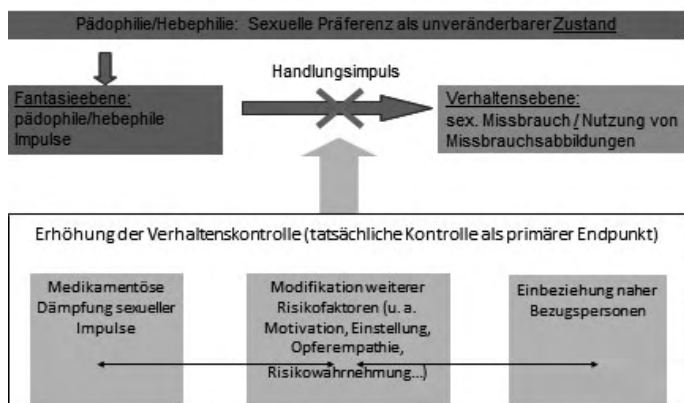 Pädophilie/Hebephilie: Sexuelle Präferenz als unveränderbarer Zustand
Handlungsimpuls
Fantasieebene:
pädophile/hebephile
Impulse
Verhaltensebene:
sex. Missbrauch / Nutzung von
Missbrauchsabbildungen
Erhöhung der Verhaltenskontrolle (tatsächliche Kontrolle als primärer Endpunkt)
Medikamentöse
Dämpfung sexueller
Impulse
Modifikation weiterer
Risikofaktoren (u. a.
Motivation, Einstellung,
Opferempathie,
Risikowahrnehmung...)
Einbeziehung naher
Bezugspersonen